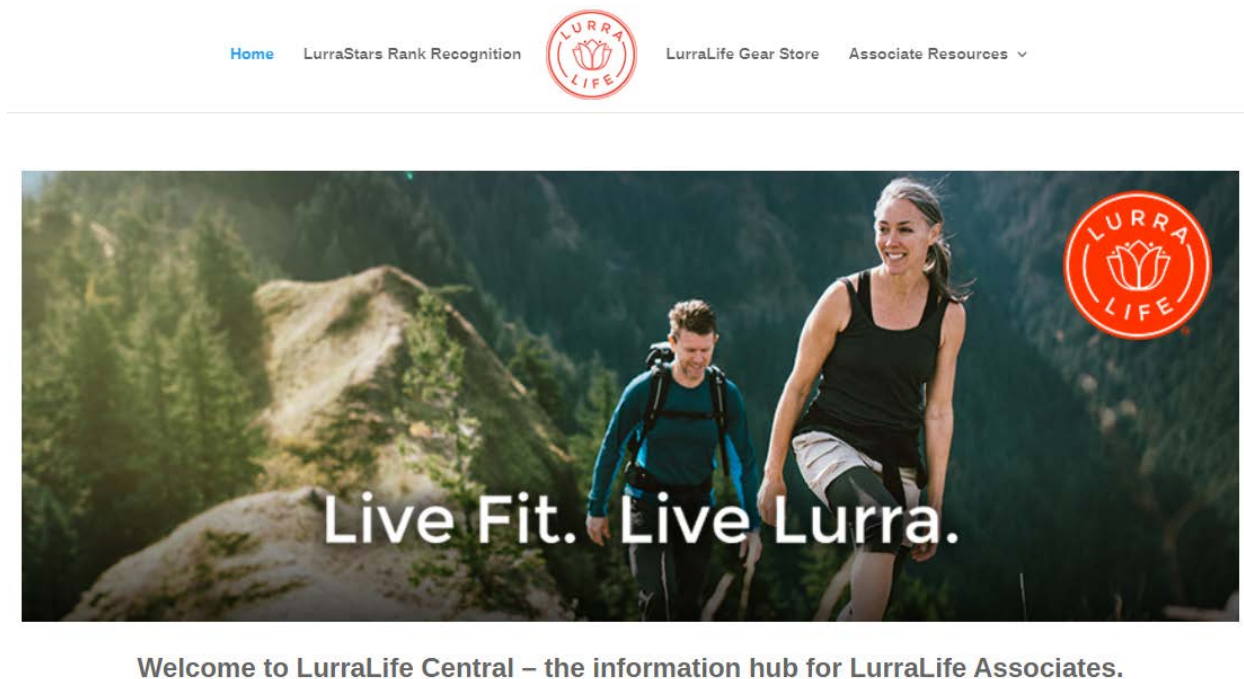 Home LurraStars Rank Recognition LURRA LIFE LurraLife Gear Store Associate Resources
LURRA
LIFE
Live Fit. Live Lurra.
Welcome to LurraLife Central – the information hub for LurraLife Associates.